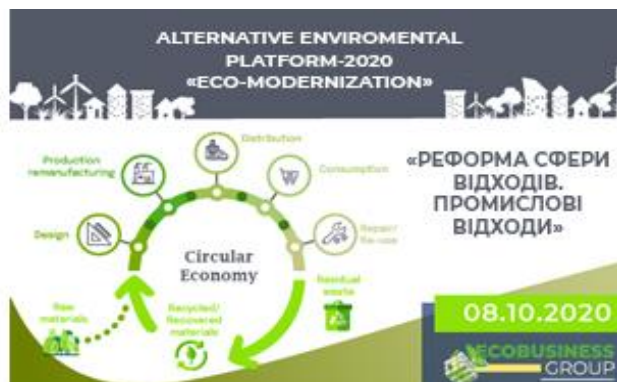 ALTERNATIVE ENVIROMENTAL
PLATFORM-2020
«ECO-MODERNIZATION»
Distribution
Production
remanufacturing
Consumption
«РЕФОРМА СФЕРИ
ВІДХОДІВ.
ПРОМИСЛОВІ
ВІДХОДИ»
Design
Repair/
Re-use
Circular
Economy
Residual
waste
Raw
materials
Recycled/
Recovered
materials
08.10.2020
ECOBUSINESS
GROUP